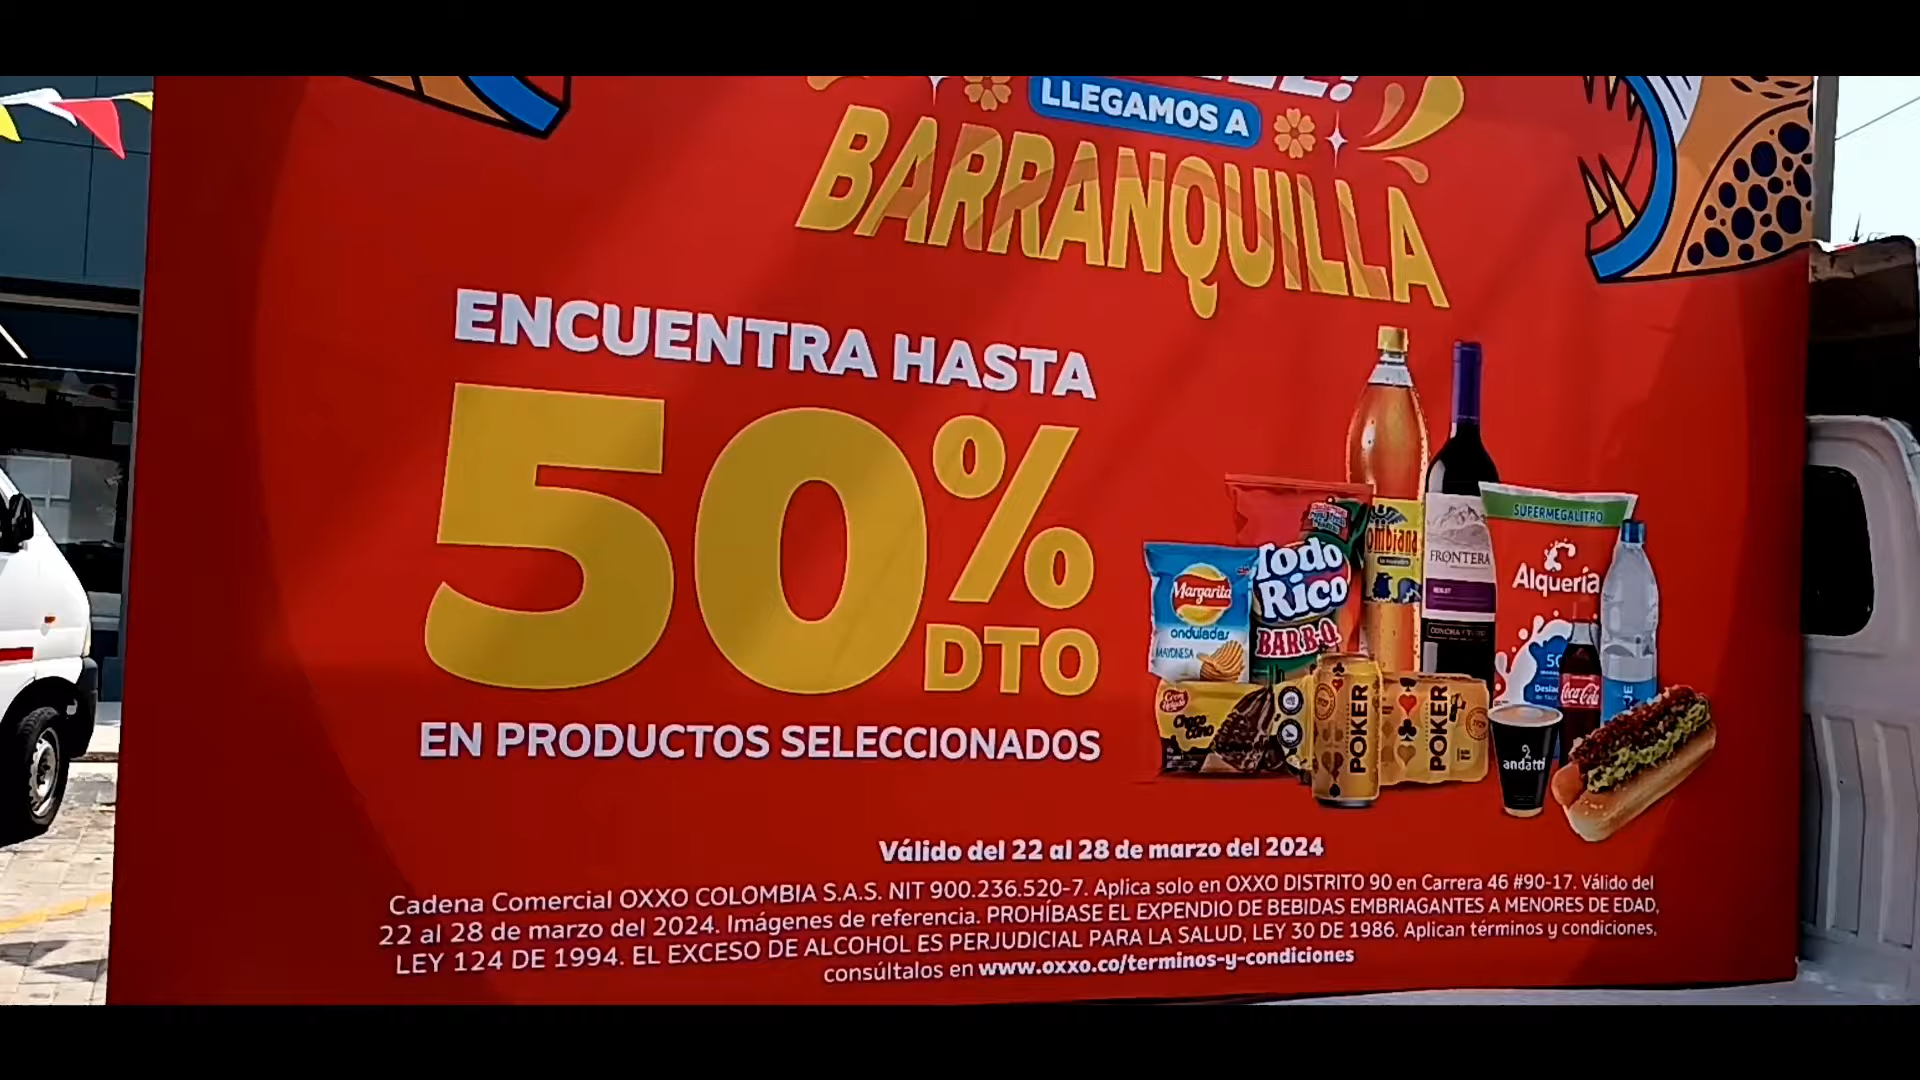 LLEGAMOS A
BARRANQUILLA
ENCUENTRA HASTA
50%
DTO
EN PRODUCTOS SELECCIONADOS
SUPERMEGALITRO
Alquería
FRONTERA
CONCHA Y TORO
Margarita
onduladas
MAYONESA
Todo
Rico
BAR-B-Q
POKER
POKER
Coca-Cola
andatti
Válido del 22 al 28 de marzo del 2024
Cadena Comercial OXXO COLOMBIA S.A.S. NIT 900.236.520-7. Aplica solo en OXXO DISTRITO 90 en Carrera 46 #90-17. Válido del
22 al 28 de marzo del 2024. Imágenes de referencia. PROHÍBASE EL EXPENDIO DE BEBIDAS EMBRIAGANTES A MENORES DE EDAD,
LEY 124 DE 1994. EL EXCESO DE ALCOHOL ES PERJUDICIAL PARA LA SALUD, LEY 30 DE 1986. Aplican términos y condiciones,
consúltalos en www.oxxo.co/terminos-y-condiciones